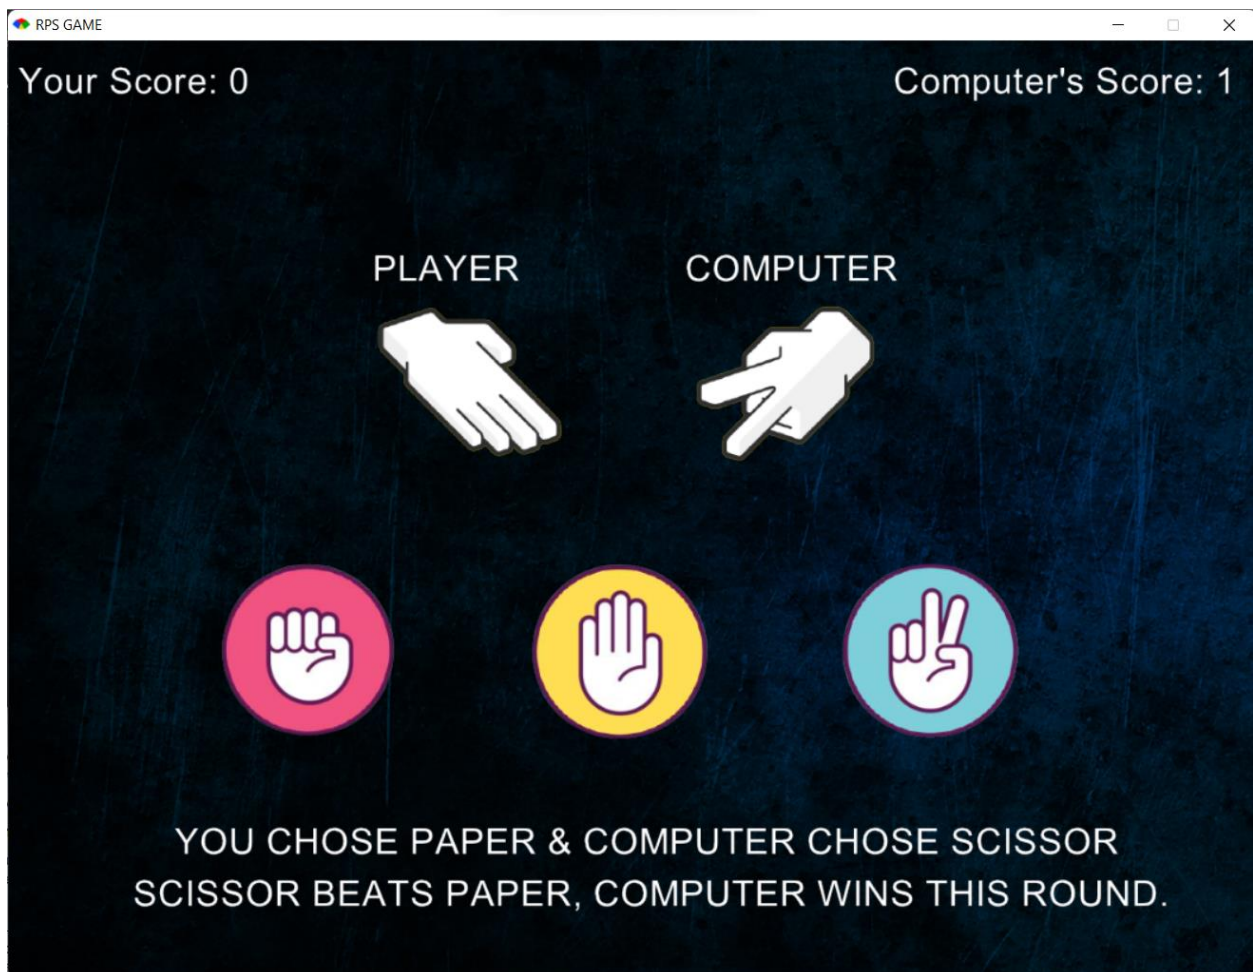 RPS GAME
Your Score: 0
Computer's Score: 1
PLAYER
COMPUTER
YOU CHOSE PAPER & COMPUTER CHOSE SCISSOR
SCISSOR BEATS PAPER, COMPUTER WINS THIS ROUND.